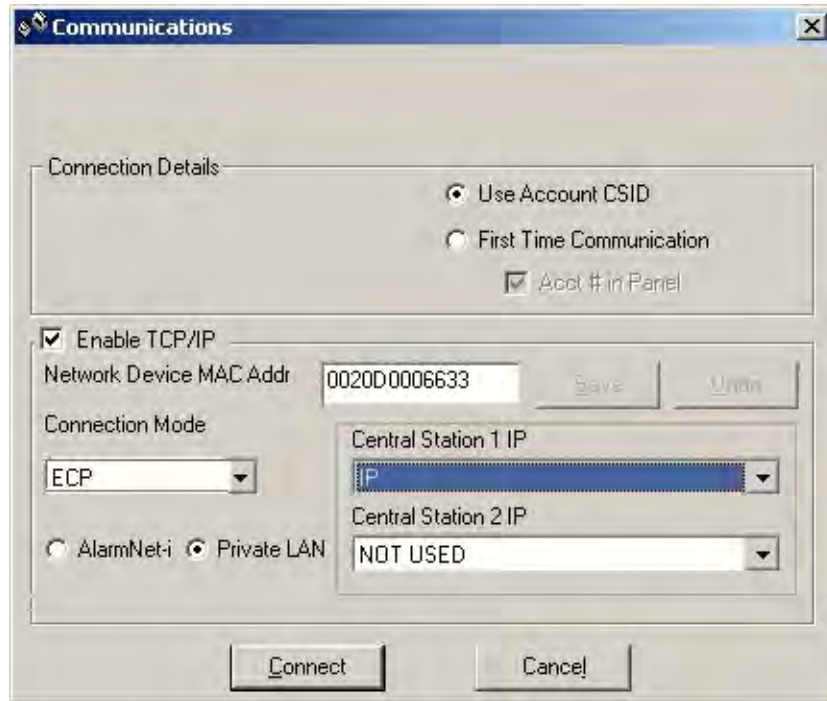 Communications
Connection Details
Use Account CSID
First Time Communication
Acct # in Panel
Enable TCP/IP
Network Device MAC Addr 0020D0006633 Save Undo
Connection Mode
Central Station 1 IP
ECP
IP
Central Station 2 IP
AlarmNet-i Private LAN
NOT USED
Connect Cancel